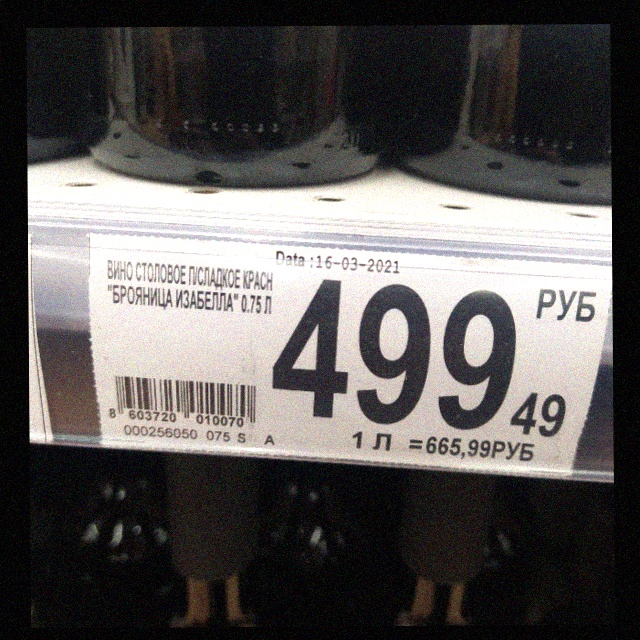 Data :16-03-2021
ВИНО СТОЛОВОЕ П\СЛАДКОЕ КРАСН
"БРОЯНИЦА ИЗАБЕЛЛА" 0.75 Л
499 49 РУБ
8 603720 010070
000256050 075 S A
1 Л =665,99РУБ